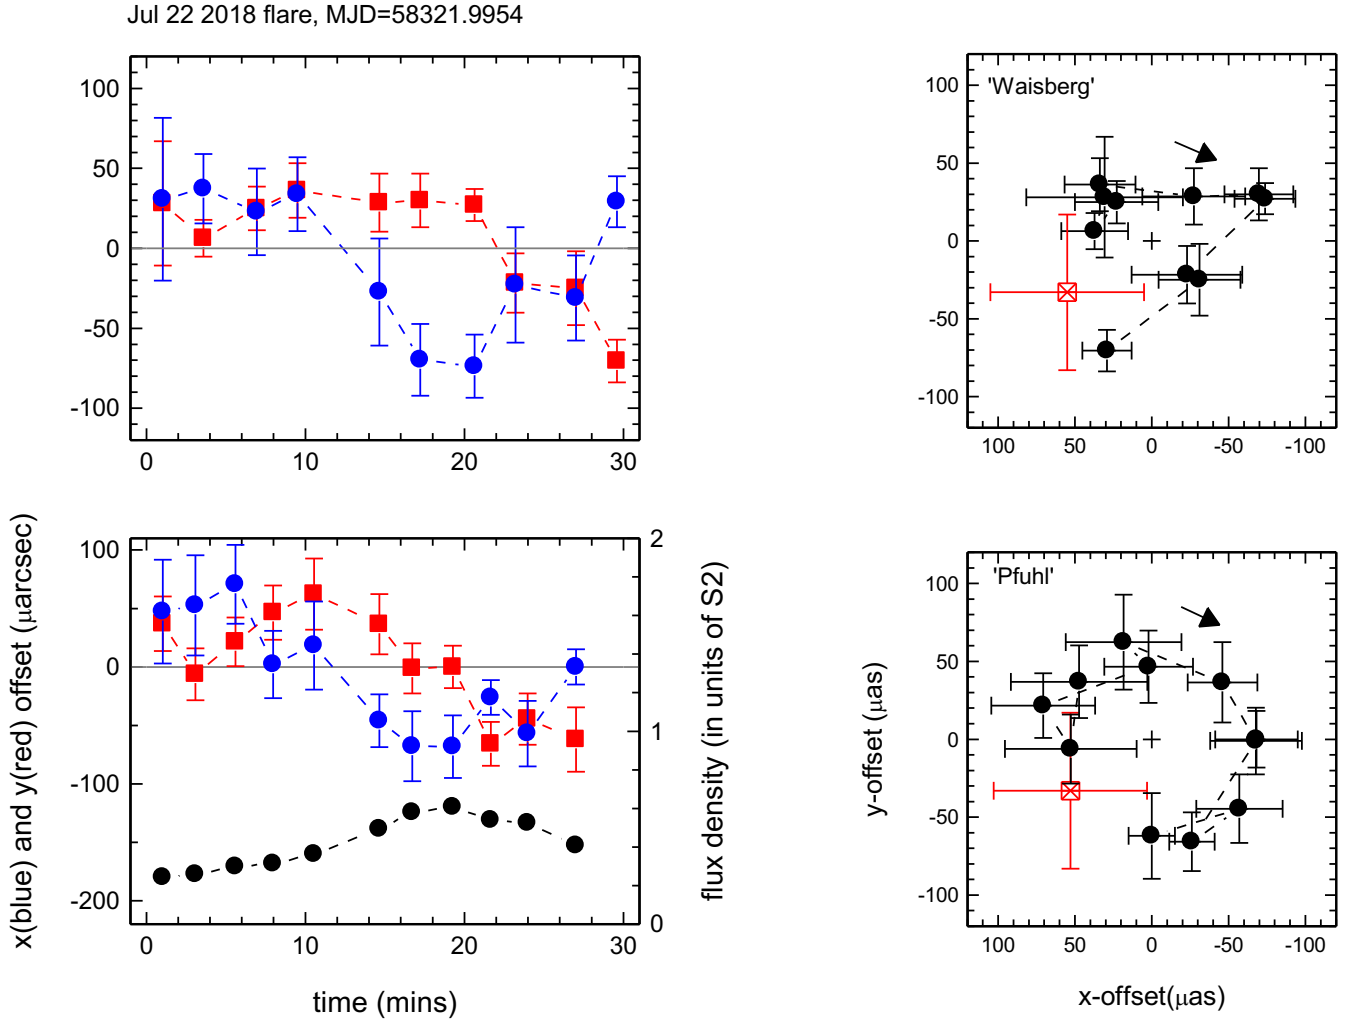 Jul 22 2018 flare, MJD=58321.9954
100
50
0
-50
-100
0 10 20 30
'Waisberg'
100
50
0
-50
-100
100 50 0 -50 -100
x(blue) and y(red) offset (μarcsec)
100
0
-100
-200
0 10 20 30
time (mins)
2
1
0
flux density (in units of S2)
'Pfuhl'
y-offset (μas)
100
50
0
-50
-100
100 50 0 -50 -100
x-offset(μas)